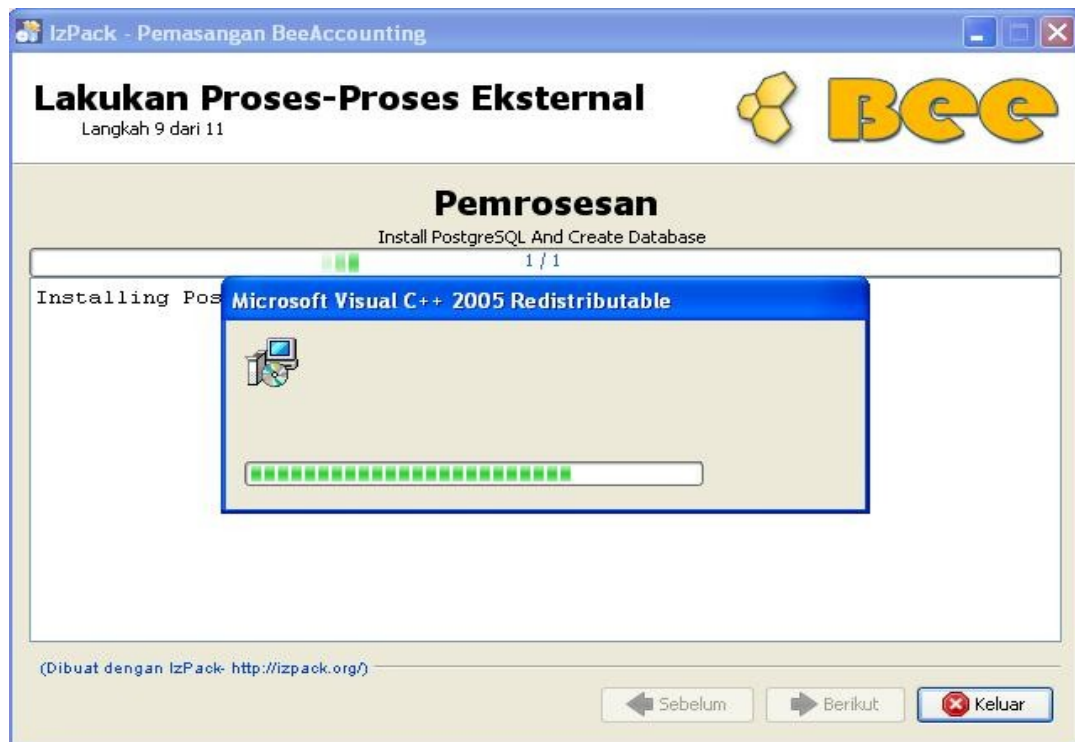 IzPack - Pemasangan BeeAccounting
Lakukan Proses-Proses Eksternal
Langkah 9 dari 11
Bee
Pemrosesan
Install PostgreSQL And Create Database
1 / 1
Installing Pos
Microsoft Visual C++ 2005 Redistributable
(Dibuat dengan IzPack- http://izpack.org/)
Sebelum
Berikut
Keluar